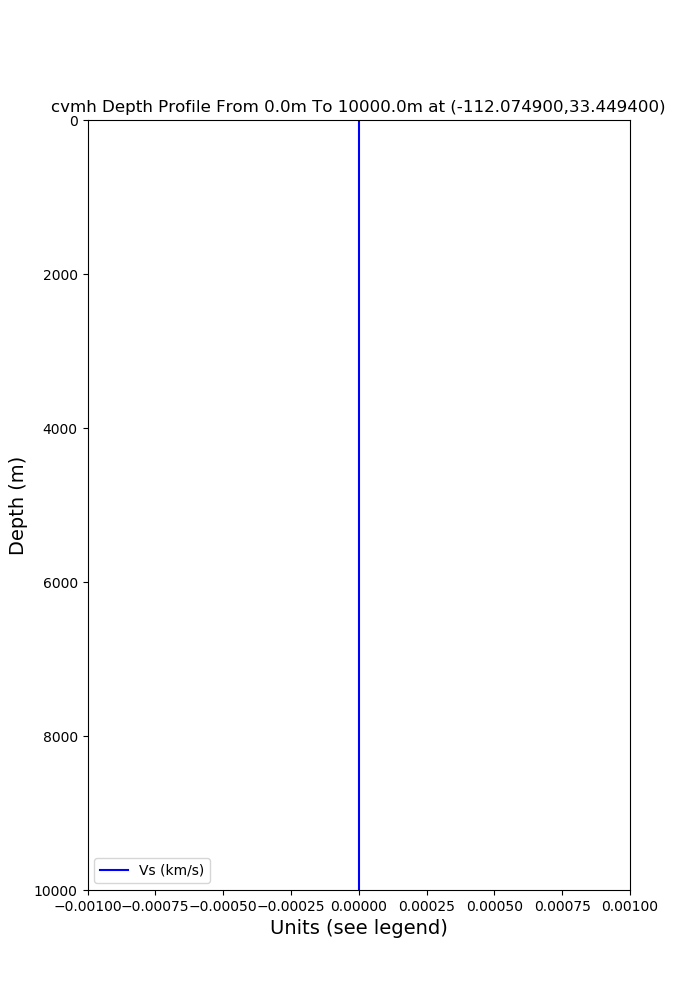 cvmh Depth Profile From 0.0m To 10000.0m at (-112.074900,33.449400)
0
2000
4000
6000
8000
10000
Depth (m)
Vs (km/s)
−0.00100 −0.00075 −0.00050 −0.00025 0.00000 0.00025 0.00050 0.00075 0.00100
Units (see legend)